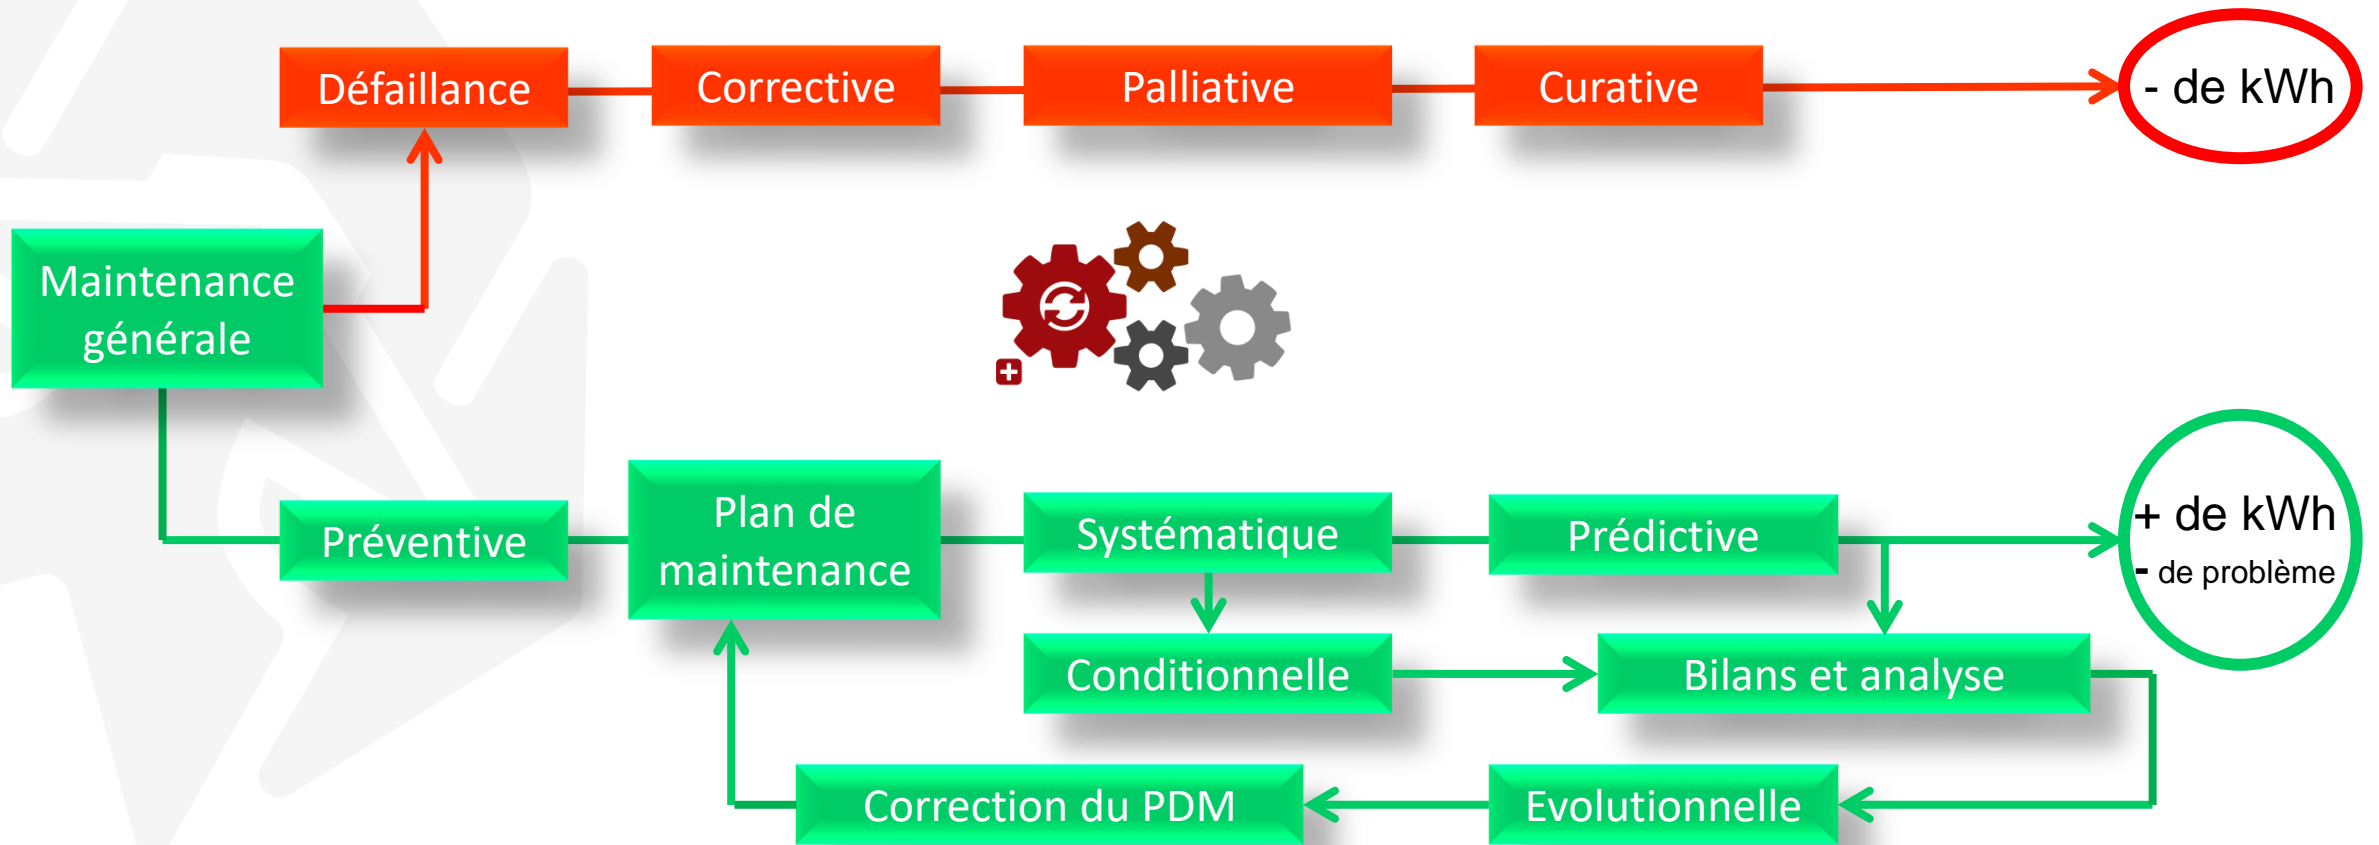 Défaillance
Corrective
Palliative
Curative
- de kWh
Maintenance
générale
Préventive
Plan de
maintenance
Systématique
Prédictive
+ de kWh
- de problème
Conditionnelle
Bilans et analyse
Correction du PDM
Evolutionnelle